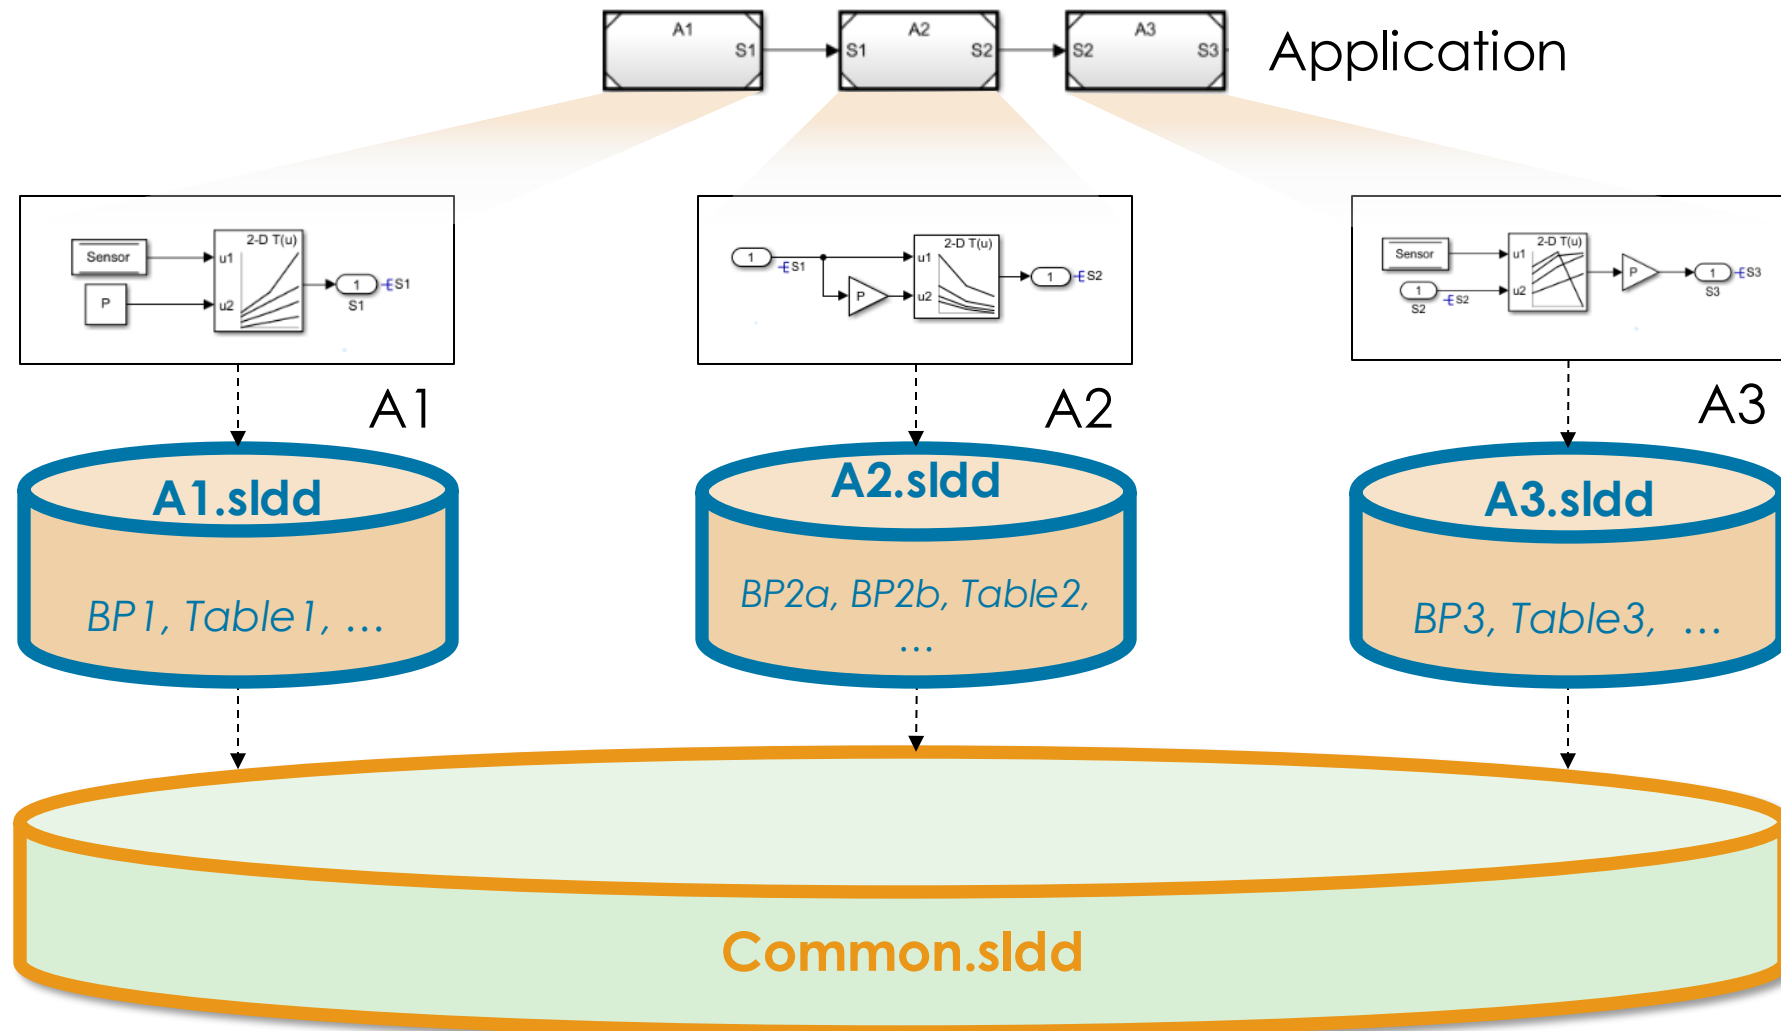 A1
S1
S1
A2
S2
S2
A3
S3
Application
Sensor
P
2-D T(u)
u1
u2
1
S1
S1
1
S1
P
2-D T(u)
u1
u2
1
S2
Sensor
1
S2
S2
2-D T(u)
u1
u2
P
1
S3
S3
A1
A2
A3
A1.sldd
BP1, Table1, ...
A2.sldd
BP2a, BP2b, Table2,
...
A3.sldd
BP3, Table3, ...
Common.sldd